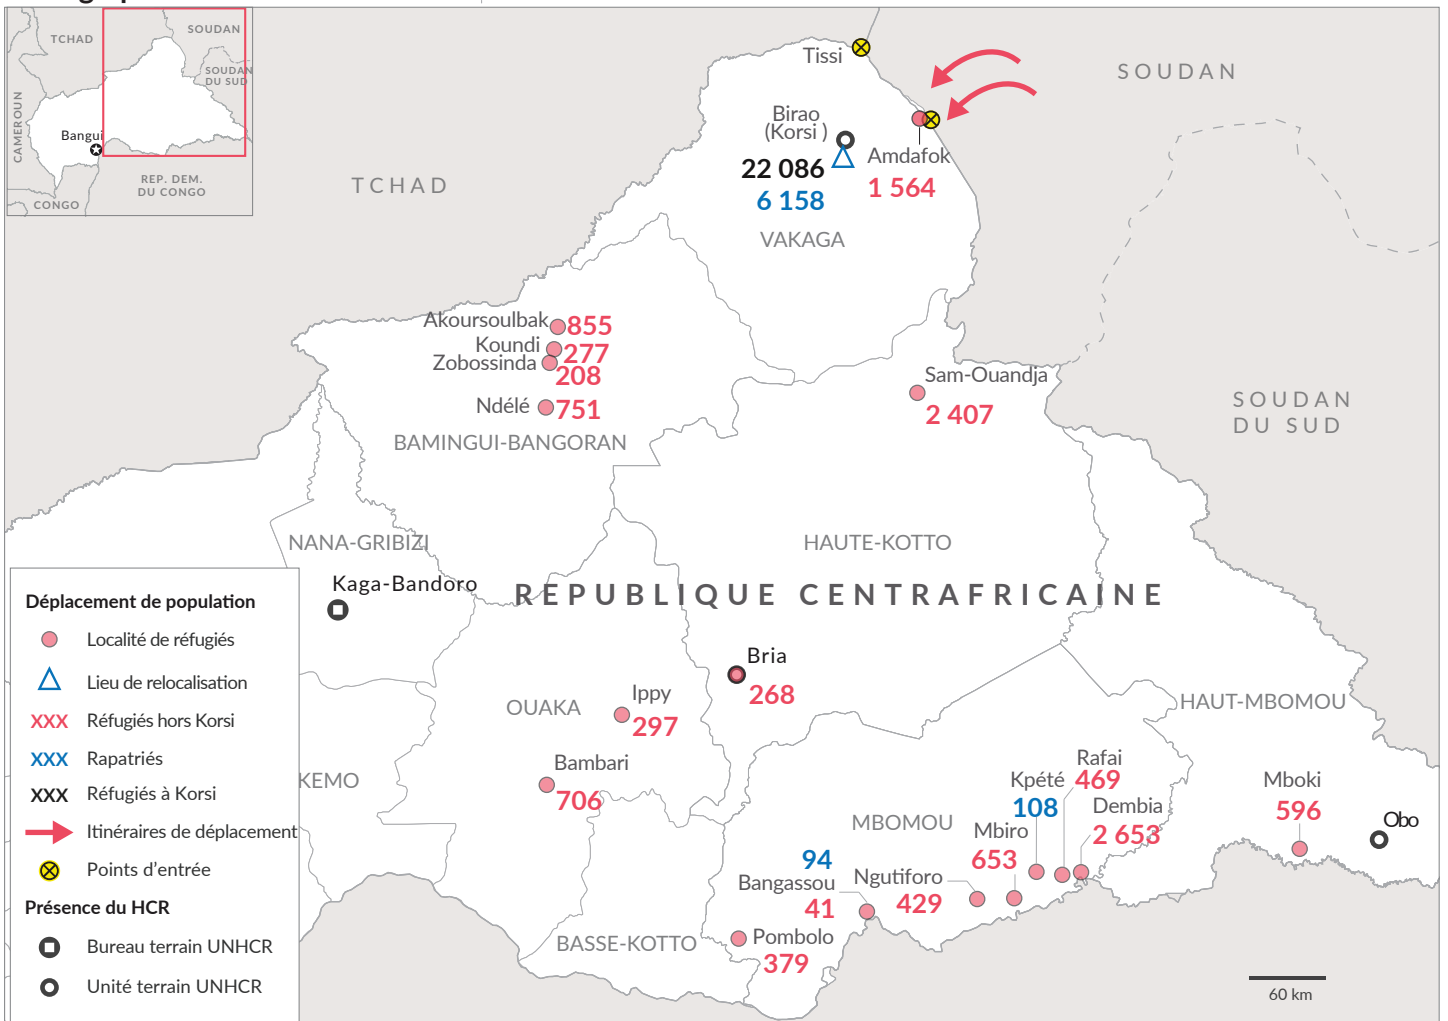 TCHAD
SOUDAN
SOUDAN
DU SUD
CAMEROUN
Bangui
REP. DEM.
DU CONGO
CONGO
Tissi
SOUDAN
Birao
(Korsi )
22 086
6 158
Amdafok
1 564
VAKAGA
TCHAD
Akoursoulbak
855
Koundi
277
Zobossinda
208
Ndélé
751
BAMINGUI-BANGORAN
Sam-Ouandja
2 407
SOUDAN
DU SUD
NANA-GRIBIZI
HAUTE-KOTTO
Kaga-Bandoro
REPUBLIQUE CENTRAFRICAINE
Bria
268
Ippy
297
OUAKA
Bambari
706
HAUT-MBOMOU
KEMO
Rafai
469
Kpété
108
Dembia
2 653
Mboki
596
Obo
MBOMOU
Mbiro
653
94
Bangassou
41
Ngutiforo
429
BASSE-KOTTO
Pombolo
379
60 km
Déplacement de population
Localité de réfugiés
Lieu de relocalisation
XXX Réfugiés hors Korsi
XXX Rapatriés
XXX Réfugiés à Korsi
Itinéraires de déplacement
Points d'entrée
Présence du HCR
Bureau terrain UNHCR
Unité terrain UNHCR